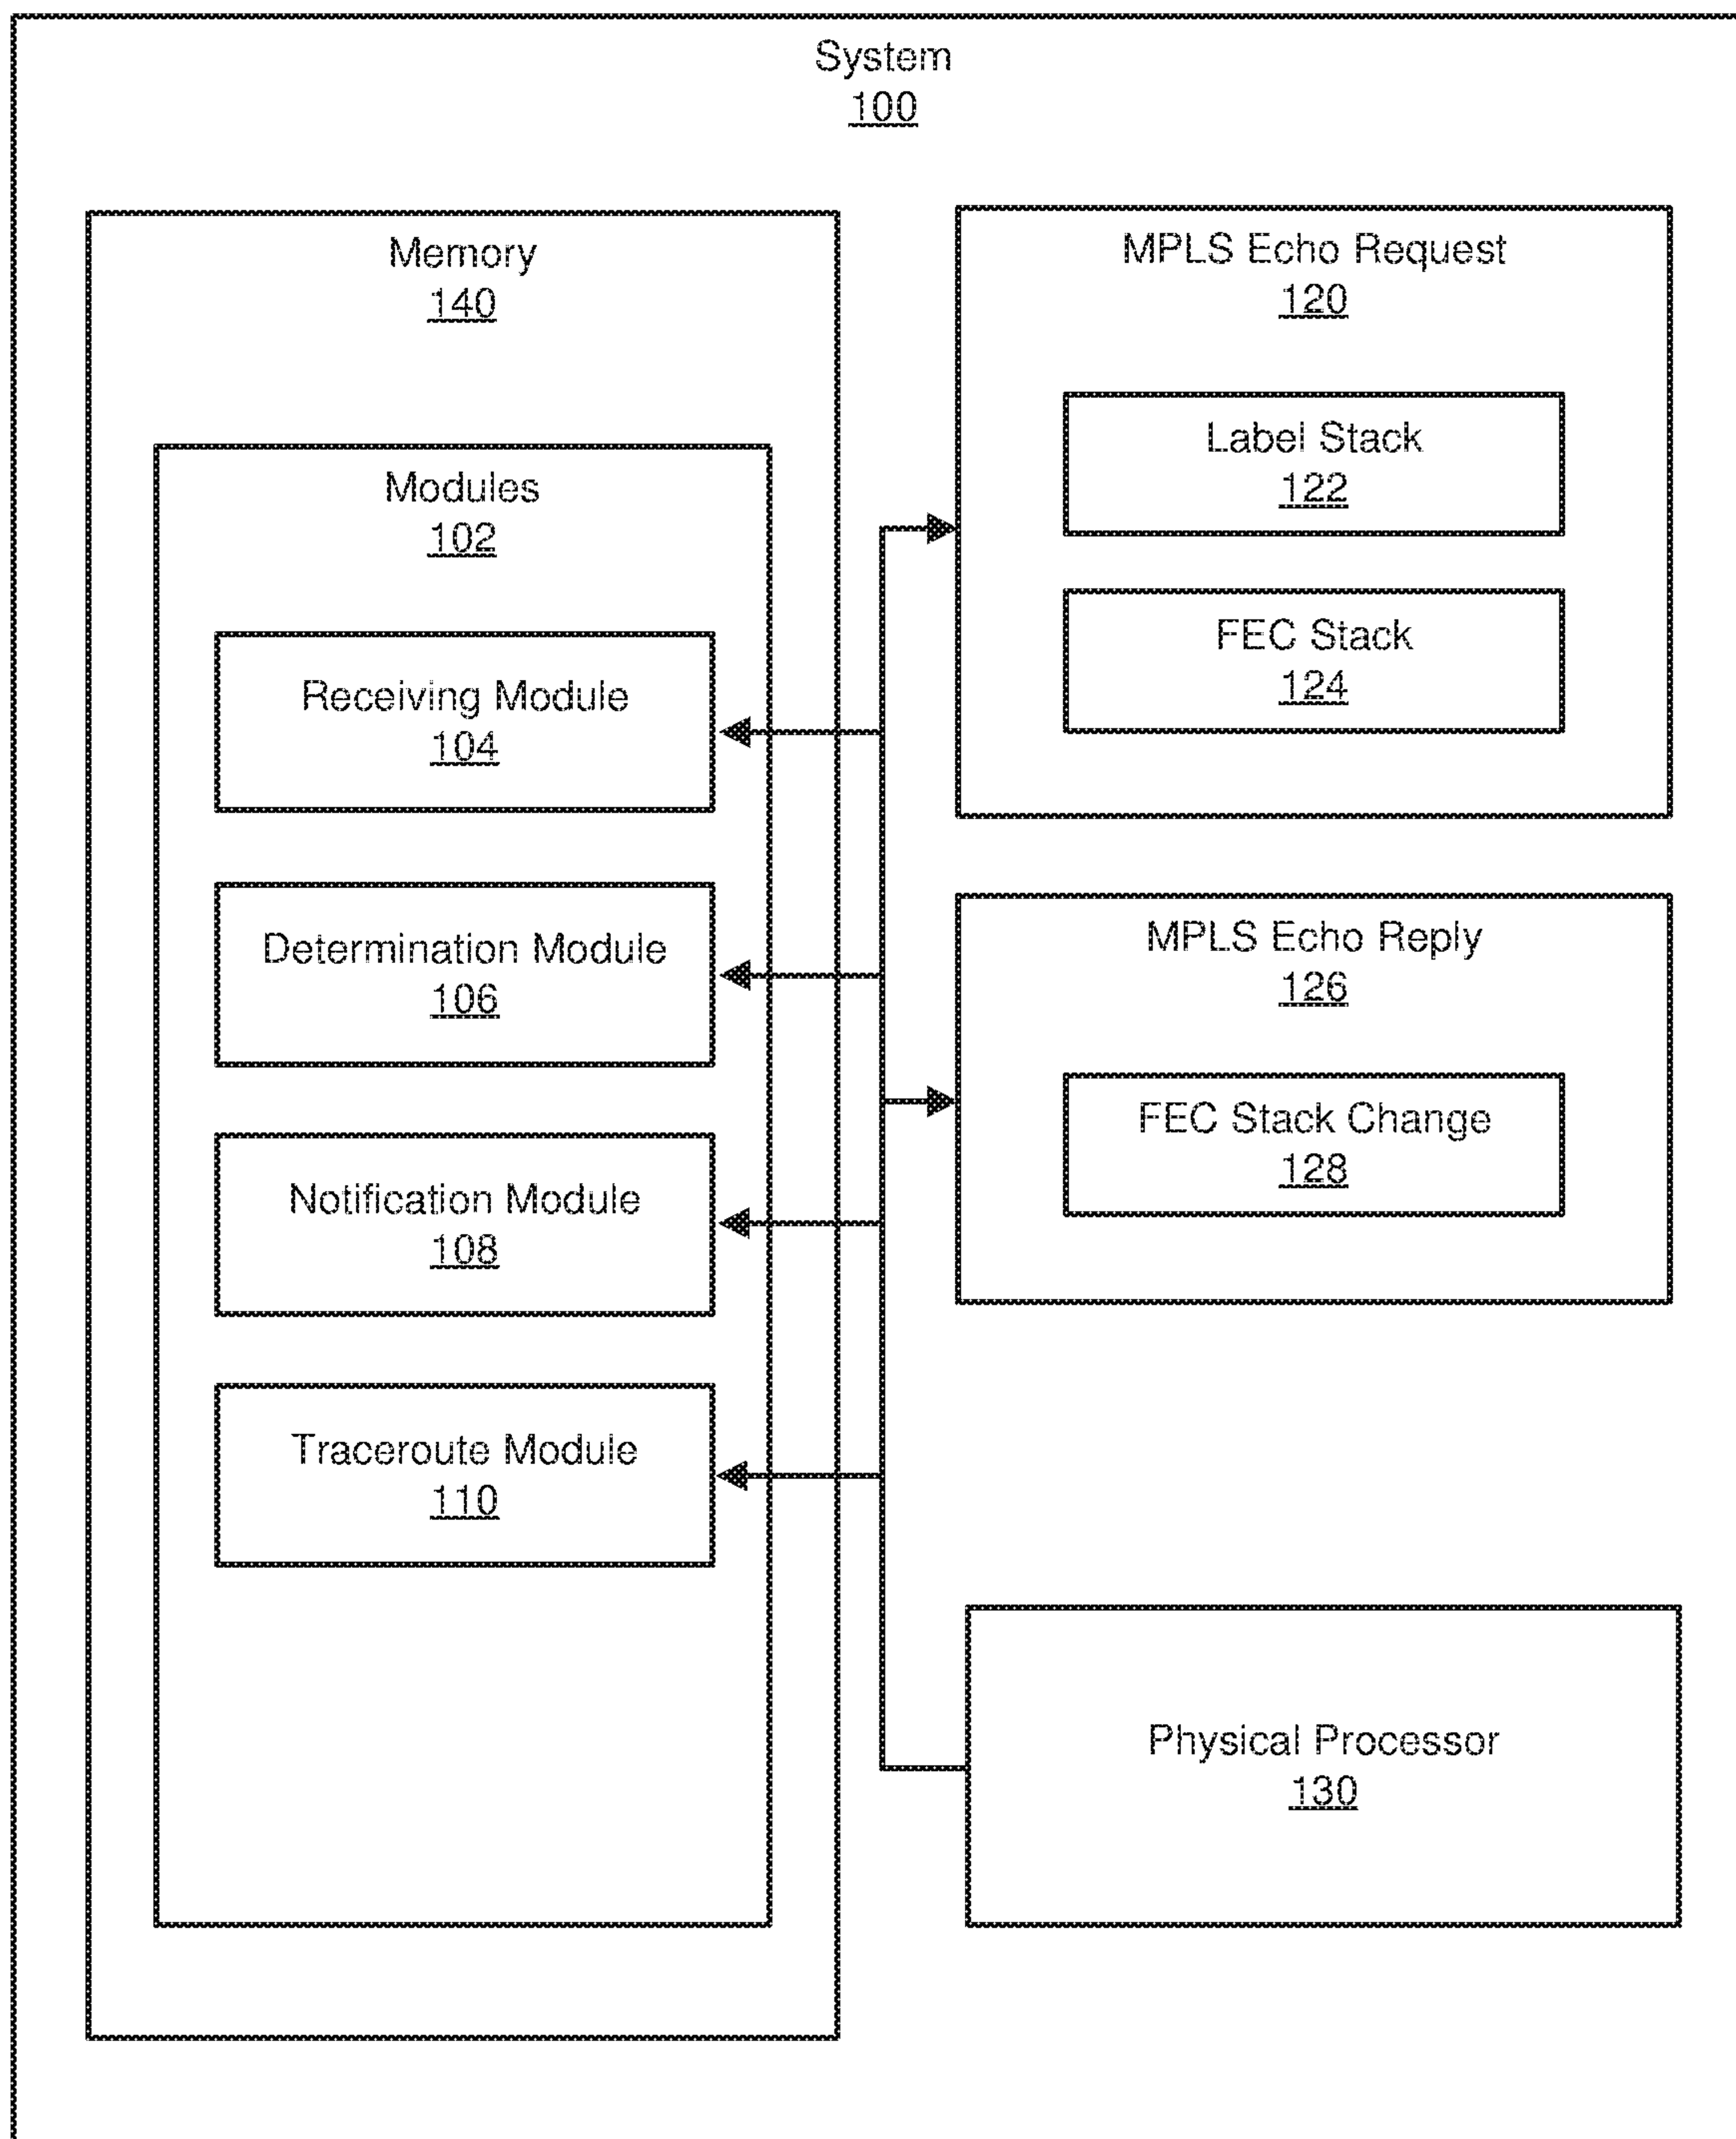 System
100
Memory
140
Modules
102
Receiving Module
104
Determination Module
106
Notification Module
108
Traceroute Module
110
MPLS Echo Request
120
Label Stack
122
FEC Stack
124
MPLS Echo Reply
126
FEC Stack Change
128
Physical Processor
130